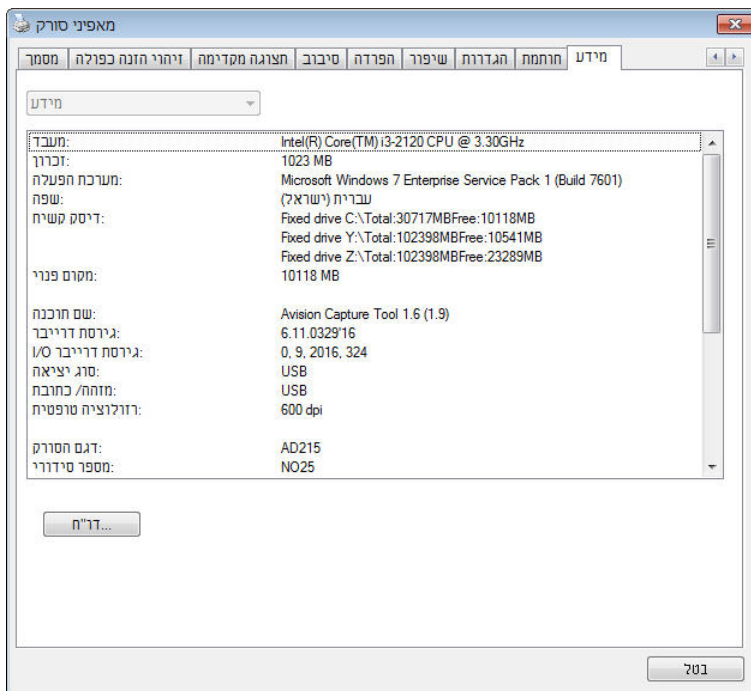 מאפיני סורק
מסמך זיהוי הזנה כפולה תצוגה מקדימה סיבוב הפרדה שיפור הגדרות חותמת מידע
מידע
מעבד: Intel(R) Core(TM) i3-2120 CPU @ 3.30GHz
זכרון: 1023 MB
מערכת הפעלה: Microsoft Windows 7 Enterprise Service Pack 1 (Build 7601)
שפה: עברית (ישראל)
דיסק קשיח: Fixed drive C:\Total:30717MBFree:10118MB
Fixed drive Y:\Total:102398MBFree:10541MB
Fixed drive Z:\Total:102398MBFree:23289MB
מקום פנוי: 10118 MB
שם תוכנה: Avision Capture Tool 1.6 (1.9)
גירסת דרייבר: 6.11.0329'16
גירסת דרייבר I/O: 0, 9, 2016, 324
סוג יציאה: USB
מזהה/ כתובת: USB
רזולוציה טופטית: 600 dpi
דגם הסורק: AD215
מספר סידורי: NO25
דר"ח...
בטל